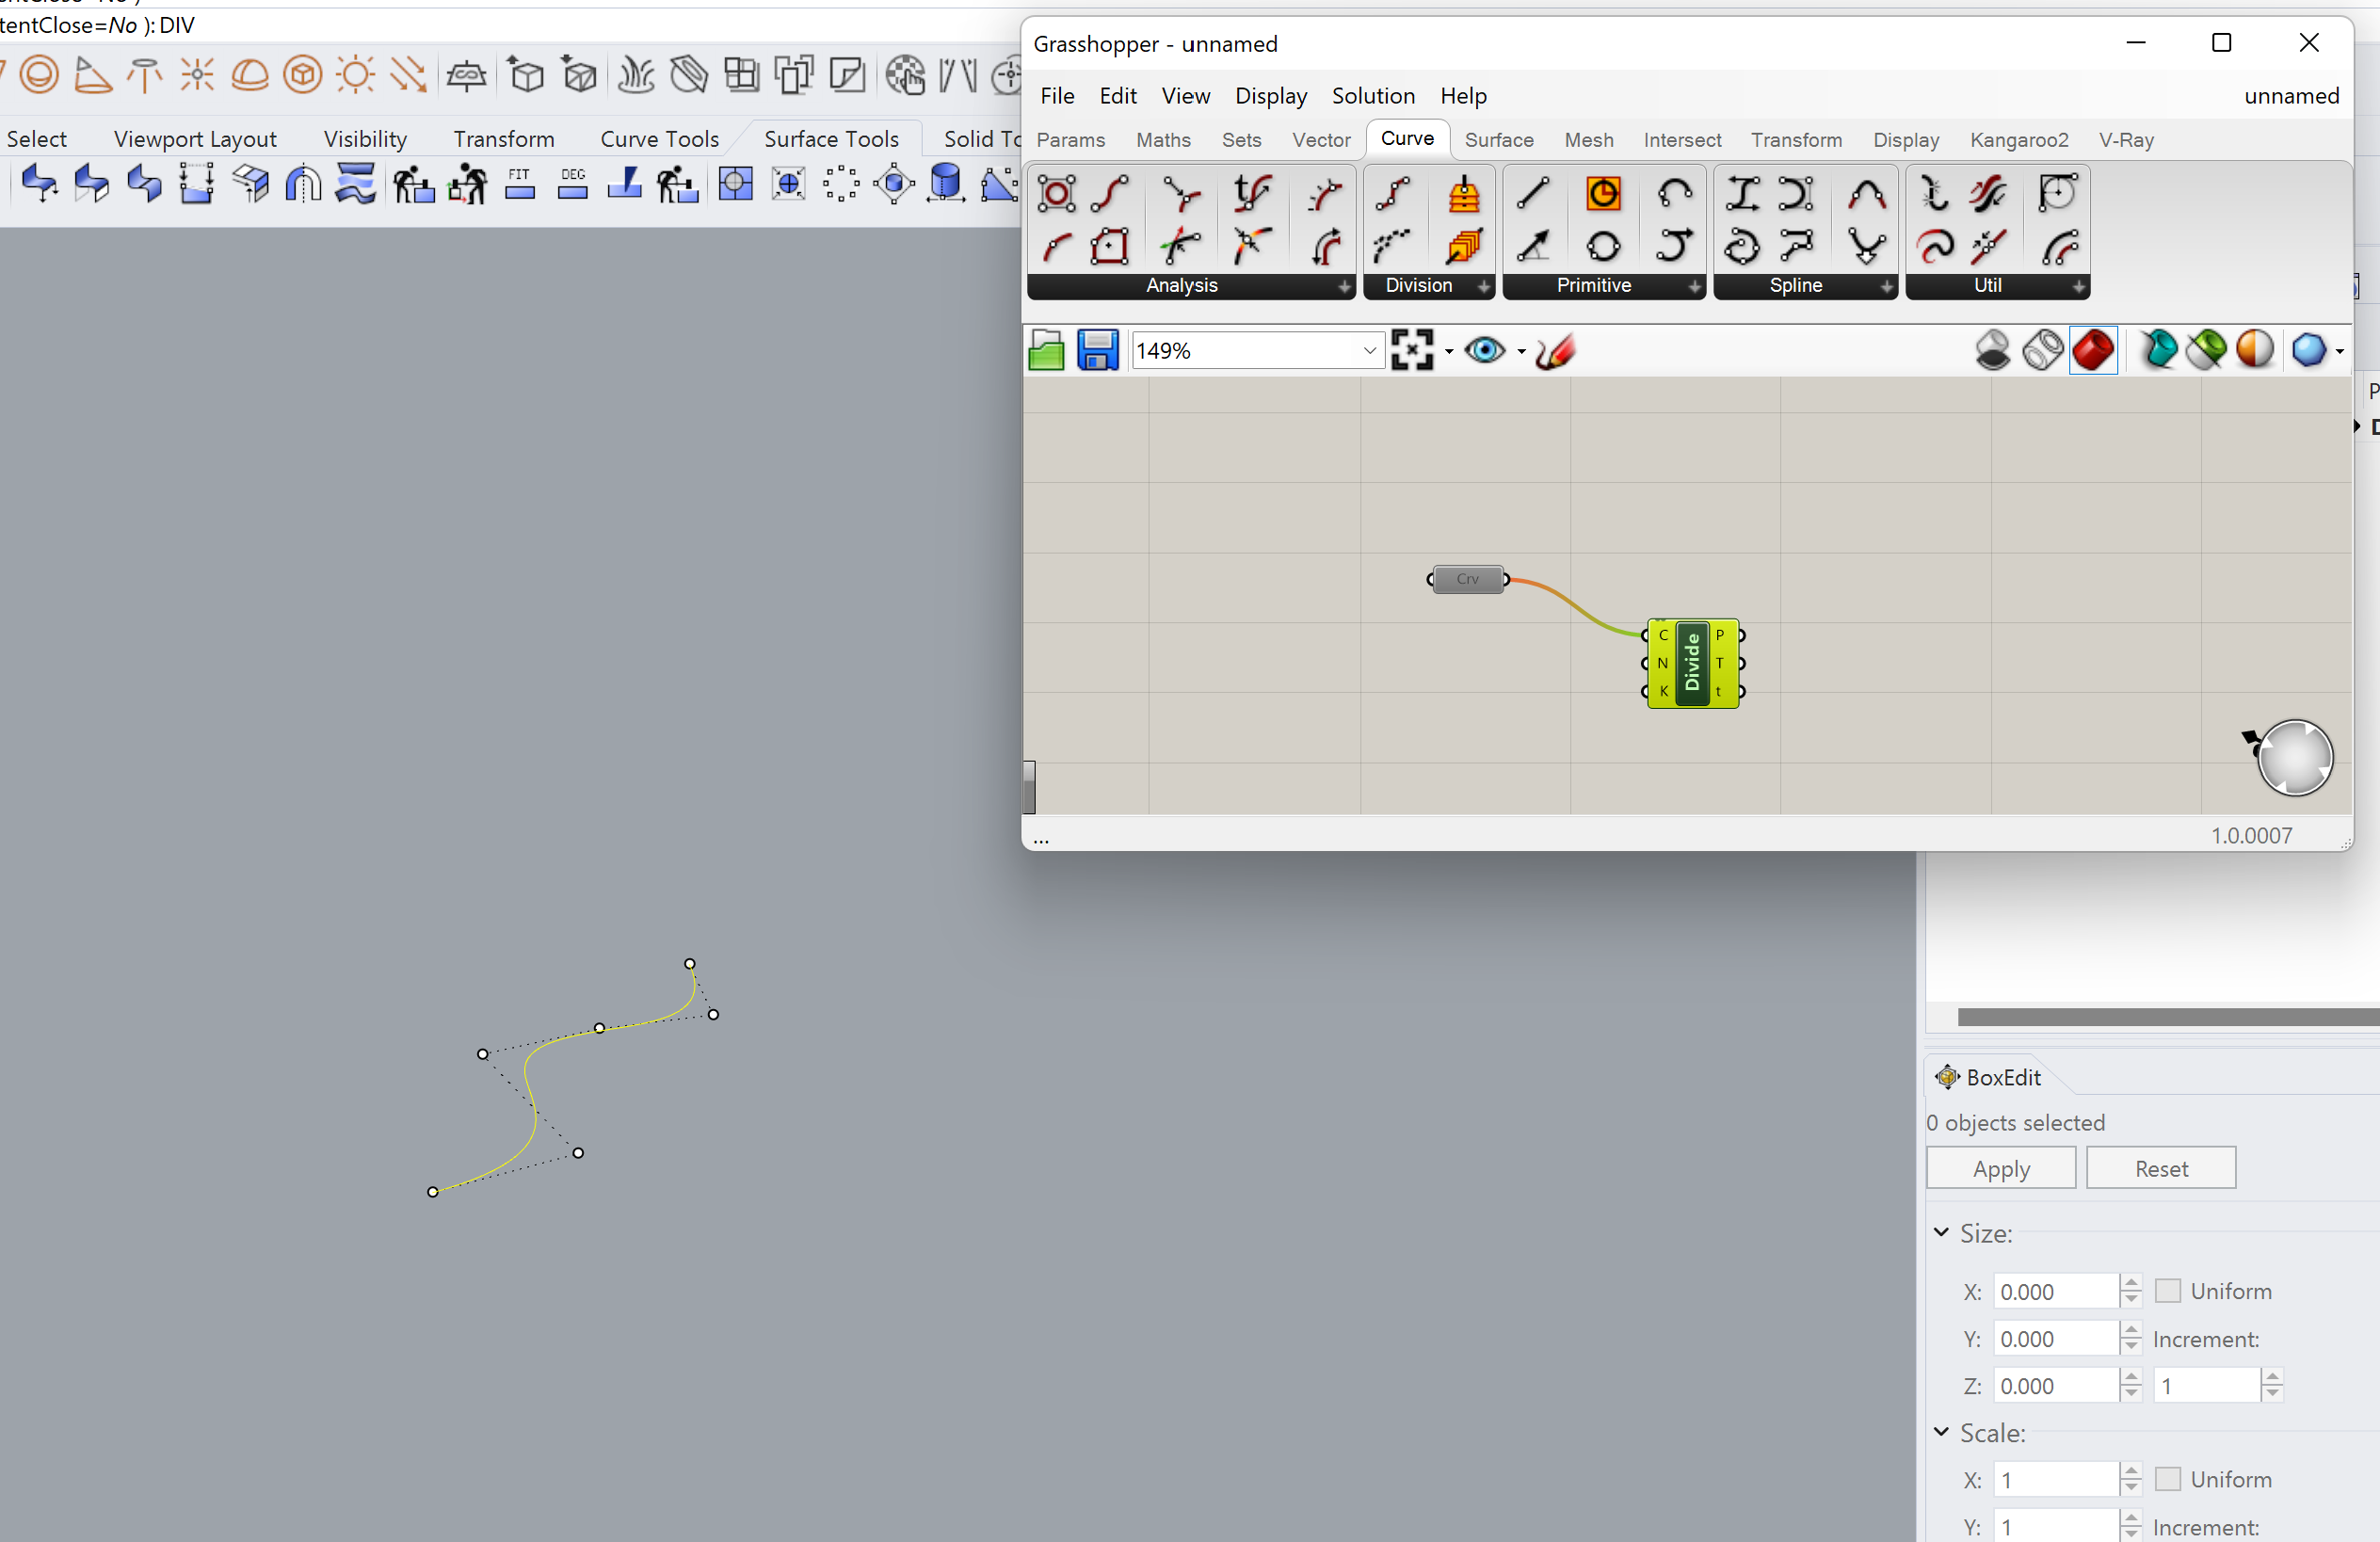 tentClose=No ): DIV
Select Viewport Layout Visibility Transform Curve Tools Surface Tools Solid To
FIT DEG
Grasshopper - unnamed
File Edit View Display Solution Help unnamed
Params Maths Sets Vector Curve Surface Mesh Intersect Transform Display Kangaroo2 V-Ray
Analysis Division Primitive Spline Util
149%
Crv
C Divide P
N T
K t
... 1.0.0007
BoxEdit
0 objects selected
Apply Reset
Size:
X: 0.000 Uniform
Y: 0.000 Increment:
Z: 0.000 1
Scale:
X: 1 Uniform
Y: 1 Increment: